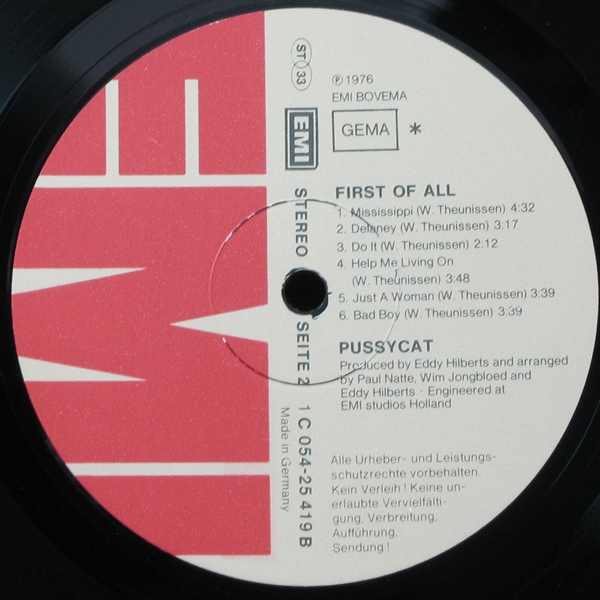 ST 33
℗ 1976
EMI BOVEMA
EMI
GEMA *
STEREO
SEITE 2
1 C 054-25 419 B
Made in Germany
FIRST OF ALL
1. Mississippi (W. Theunissen) 4:32
2. Delaney (W. Theunissen) 3:17
3. Do It (W. Theunissen) 2:12
4. Help Me Living On
(W. Theunissen) 3:48
5. Just A Woman (W. Theunissen) 3:39
6. Bad Boy (W. Theunissen) 3:39
PUSSYCAT
Produced by Eddy Hilberts and arranged
by Paul Natte, Wim Jongbloed and
Eddy Hilberts · Engineered at
EMI studios Holland
Alle Urheber- und Leistungs-
schutzrechte vorbehalten.
Kein Verleih! Keine un-
erlaubte Vervielfälti-
gung, Verbreitung,
Aufführung,
Sendung!
EMI